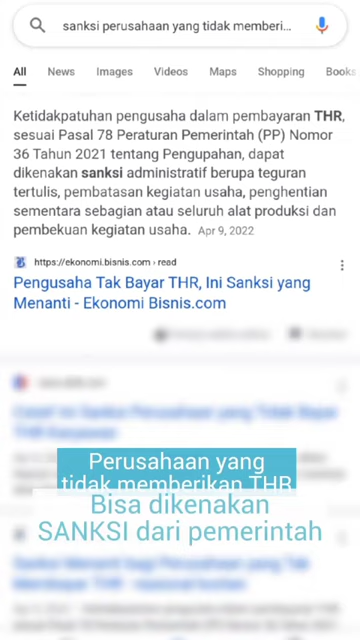 sanksi perusahaan yang tidak memberi...
All News Images Videos Maps Shopping Books
Ketidakpatuhan pengusaha dalam pembayaran THR,
sesuai Pasal 78 Peraturan Pemerintah (PP) Nomor
36 Tahun 2021 tentang Pengupahan, dapat
dikenakan sanksi administratif berupa teguran
tertulis, pembatasan kegiatan usaha, penghentian
sementara sebagian atau seluruh alat produksi dan
pembekuan kegiatan usaha. Apr 9, 2022
https://ekonomi.bisnis.com › read
Pengusaha Tak Bayar THR, Ini Sanksi yang
Menanti - Ekonomi Bisnis.com
Perusahaan yang
tidak memberikan THR
Bisa dikenakan
SANKSI dari pemerintah